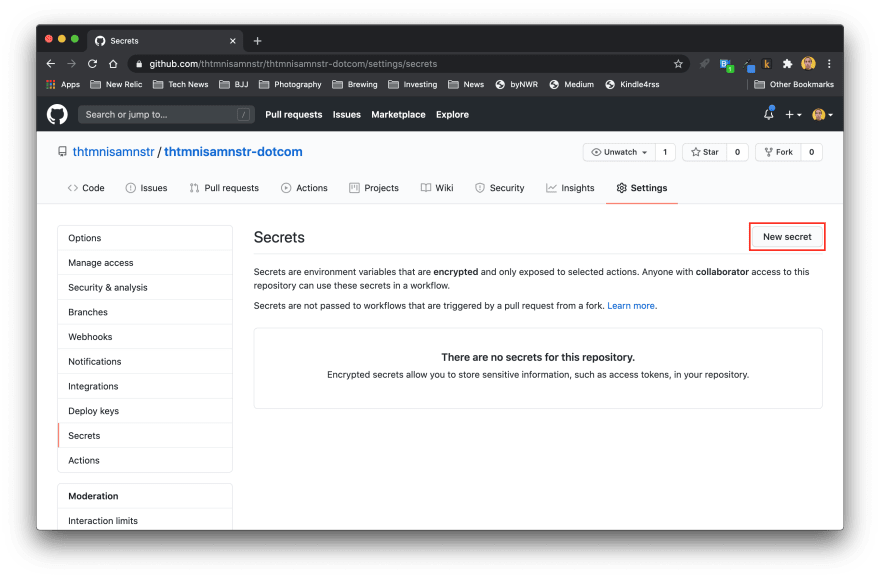 Secrets
github.com/thtmnisamnstr/thtmnisamnstr-dotcom/settings/secrets
Apps New Relic Tech News BJJ Photography Brewing Investing News byNWR Medium Kindle4rss Other Bookmarks
Search or jump to... / Pull requests Issues Marketplace Explore
thtmnisamnstr / thtmnisamnstr-dotcom Unwatch 1 Star 0 Fork 0
Code Issues Pull requests Actions Projects Wiki Security Insights Settings
Options
Manage access
Security & analysis
Branches
Webhooks
Notifications
Integrations
Deploy keys
Secrets
Actions
Moderation
Interaction limits
Secrets New secret
Secrets are environment variables that are encrypted and only exposed to selected actions. Anyone with collaborator access to this
repository can use these secrets in a workflow.
Secrets are not passed to workflows that are triggered by a pull request from a fork. Learn more.
There are no secrets for this repository.
Encrypted secrets allow you to store sensitive information, such as access tokens, in your repository.